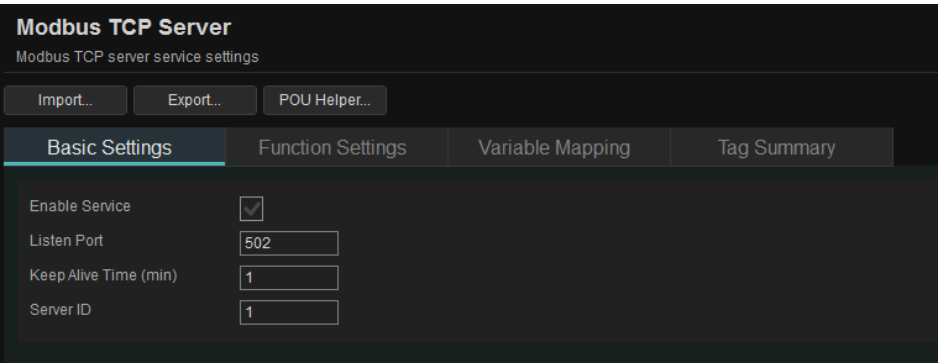 Modbus TCP Server
Modbus TCP server service settings
Import... Export... POU Helper...
Basic Settings Function Settings Variable Mapping Tag Summary
Enable Service
Listen Port 502
Keep Alive Time (min) 1
Server ID 1